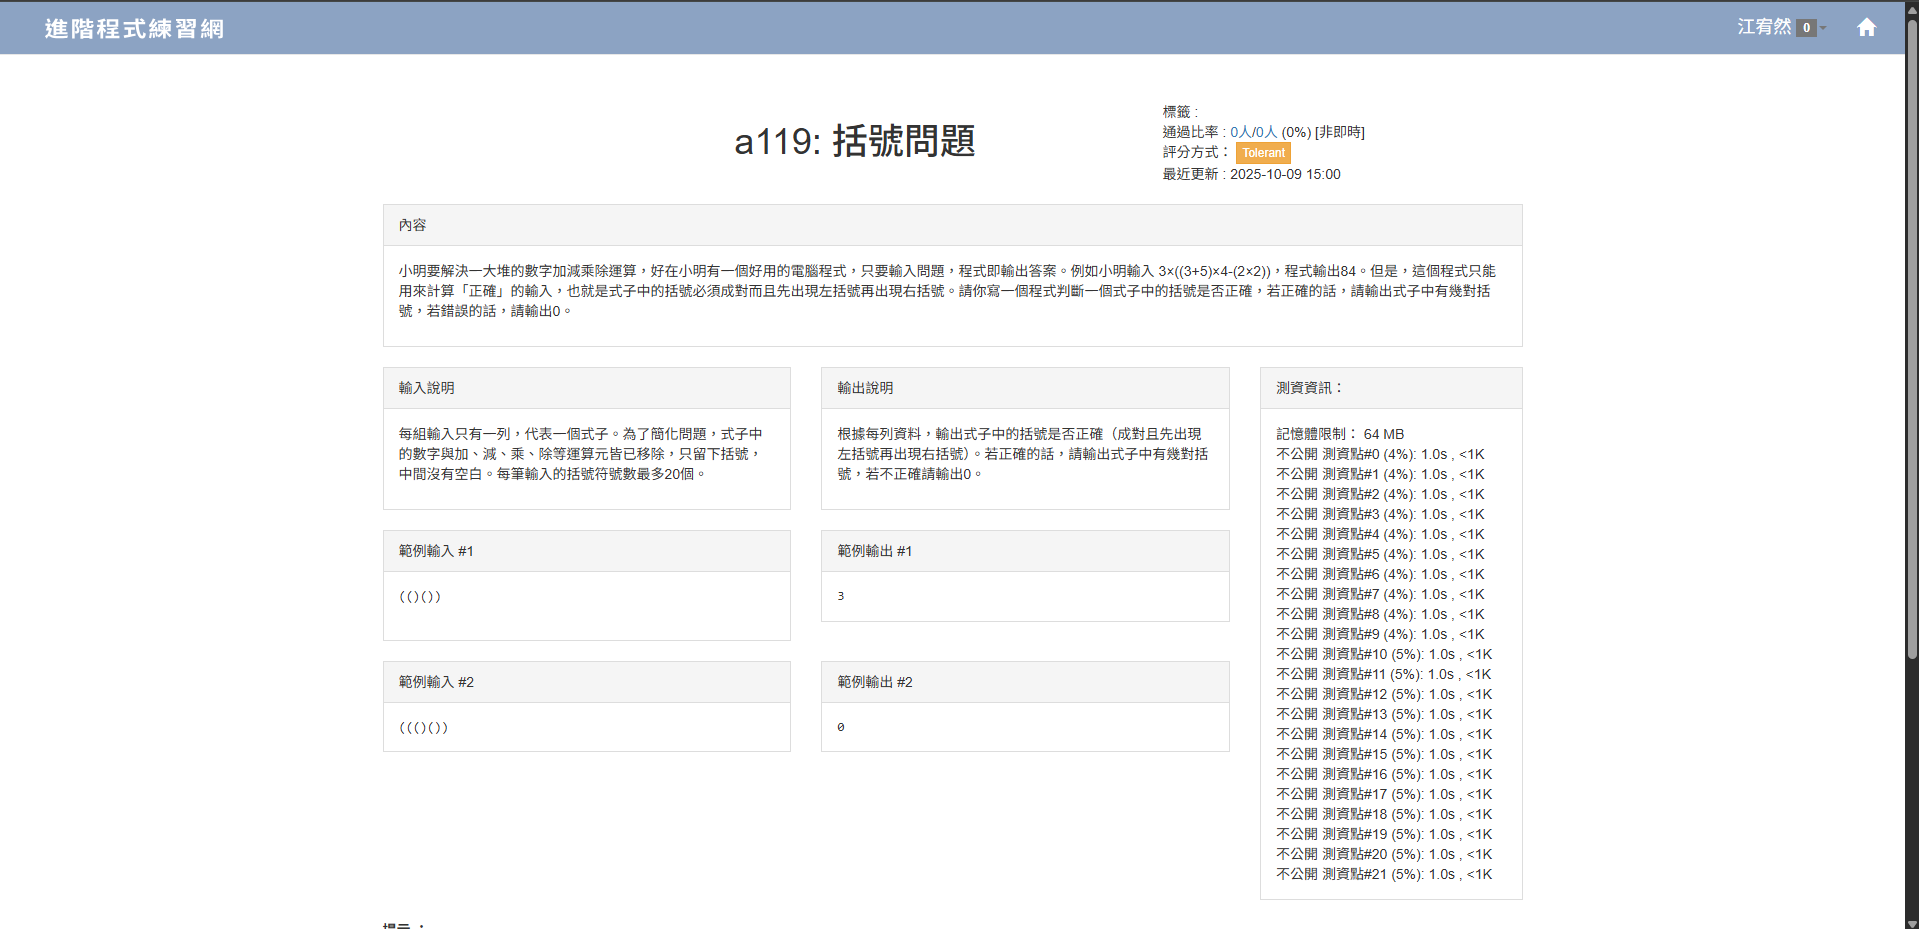 進階程式練習網
江宥然 0
a119: 括號問題
標籤 :
通過比率 : 0人/0人 (0%) [非即時]
評分方式： Tolerant
最近更新 : 2025-10-09 15:00
內容
小明要解決一大堆的數字加減乘除運算，好在小明有一個好用的電腦程式，只要輸入問題，程式即輸出答案。例如小明輸入 3×((3+5)×4-(2×2))，程式輸出84。但是，這個程式只能
用來計算「正確」的輸入，也就是式子中的括號必須成對而且先出現左括號再出現右括號。請你寫一個程式判斷一個式子中的括號是否正確，若正確的話，請輸出式子中有幾對括
號，若錯誤的話，請輸出0。
輸入說明
每組輸入只有一列，代表一個式子。為了簡化問題，式子中
的數字與加、減、乘、除等運算元皆已移除，只留下括號，
中間沒有空白。每筆輸入的括號符號數最多20個。
輸出說明
根據每列資料，輸出式子中的括號是否正確（成對且先出現
左括號再出現右括號）。若正確的話，請輸出式子中有幾對括
號，若不正確請輸出0。
範例輸入 #1
(()())
範例輸出 #1
3
範例輸入 #2
((()())
範例輸出 #2
0
測資資訊：
記憶體限制： 64 MB
不公開 測資點#0 (4%): 1.0s , <1K
不公開 測資點#1 (4%): 1.0s , <1K
不公開 測資點#2 (4%): 1.0s , <1K
不公開 測資點#3 (4%): 1.0s , <1K
不公開 測資點#4 (4%): 1.0s , <1K
不公開 測資點#5 (4%): 1.0s , <1K
不公開 測資點#6 (4%): 1.0s , <1K
不公開 測資點#7 (4%): 1.0s , <1K
不公開 測資點#8 (4%): 1.0s , <1K
不公開 測資點#9 (4%): 1.0s , <1K
不公開 測資點#10 (5%): 1.0s , <1K
不公開 測資點#11 (5%): 1.0s , <1K
不公開 測資點#12 (5%): 1.0s , <1K
不公開 測資點#13 (5%): 1.0s , <1K
不公開 測資點#14 (5%): 1.0s , <1K
不公開 測資點#15 (5%): 1.0s , <1K
不公開 測資點#16 (5%): 1.0s , <1K
不公開 測資點#17 (5%): 1.0s , <1K
不公開 測資點#18 (5%): 1.0s , <1K
不公開 測資點#19 (5%): 1.0s , <1K
不公開 測資點#20 (5%): 1.0s , <1K
不公開 測資點#21 (5%): 1.0s , <1K